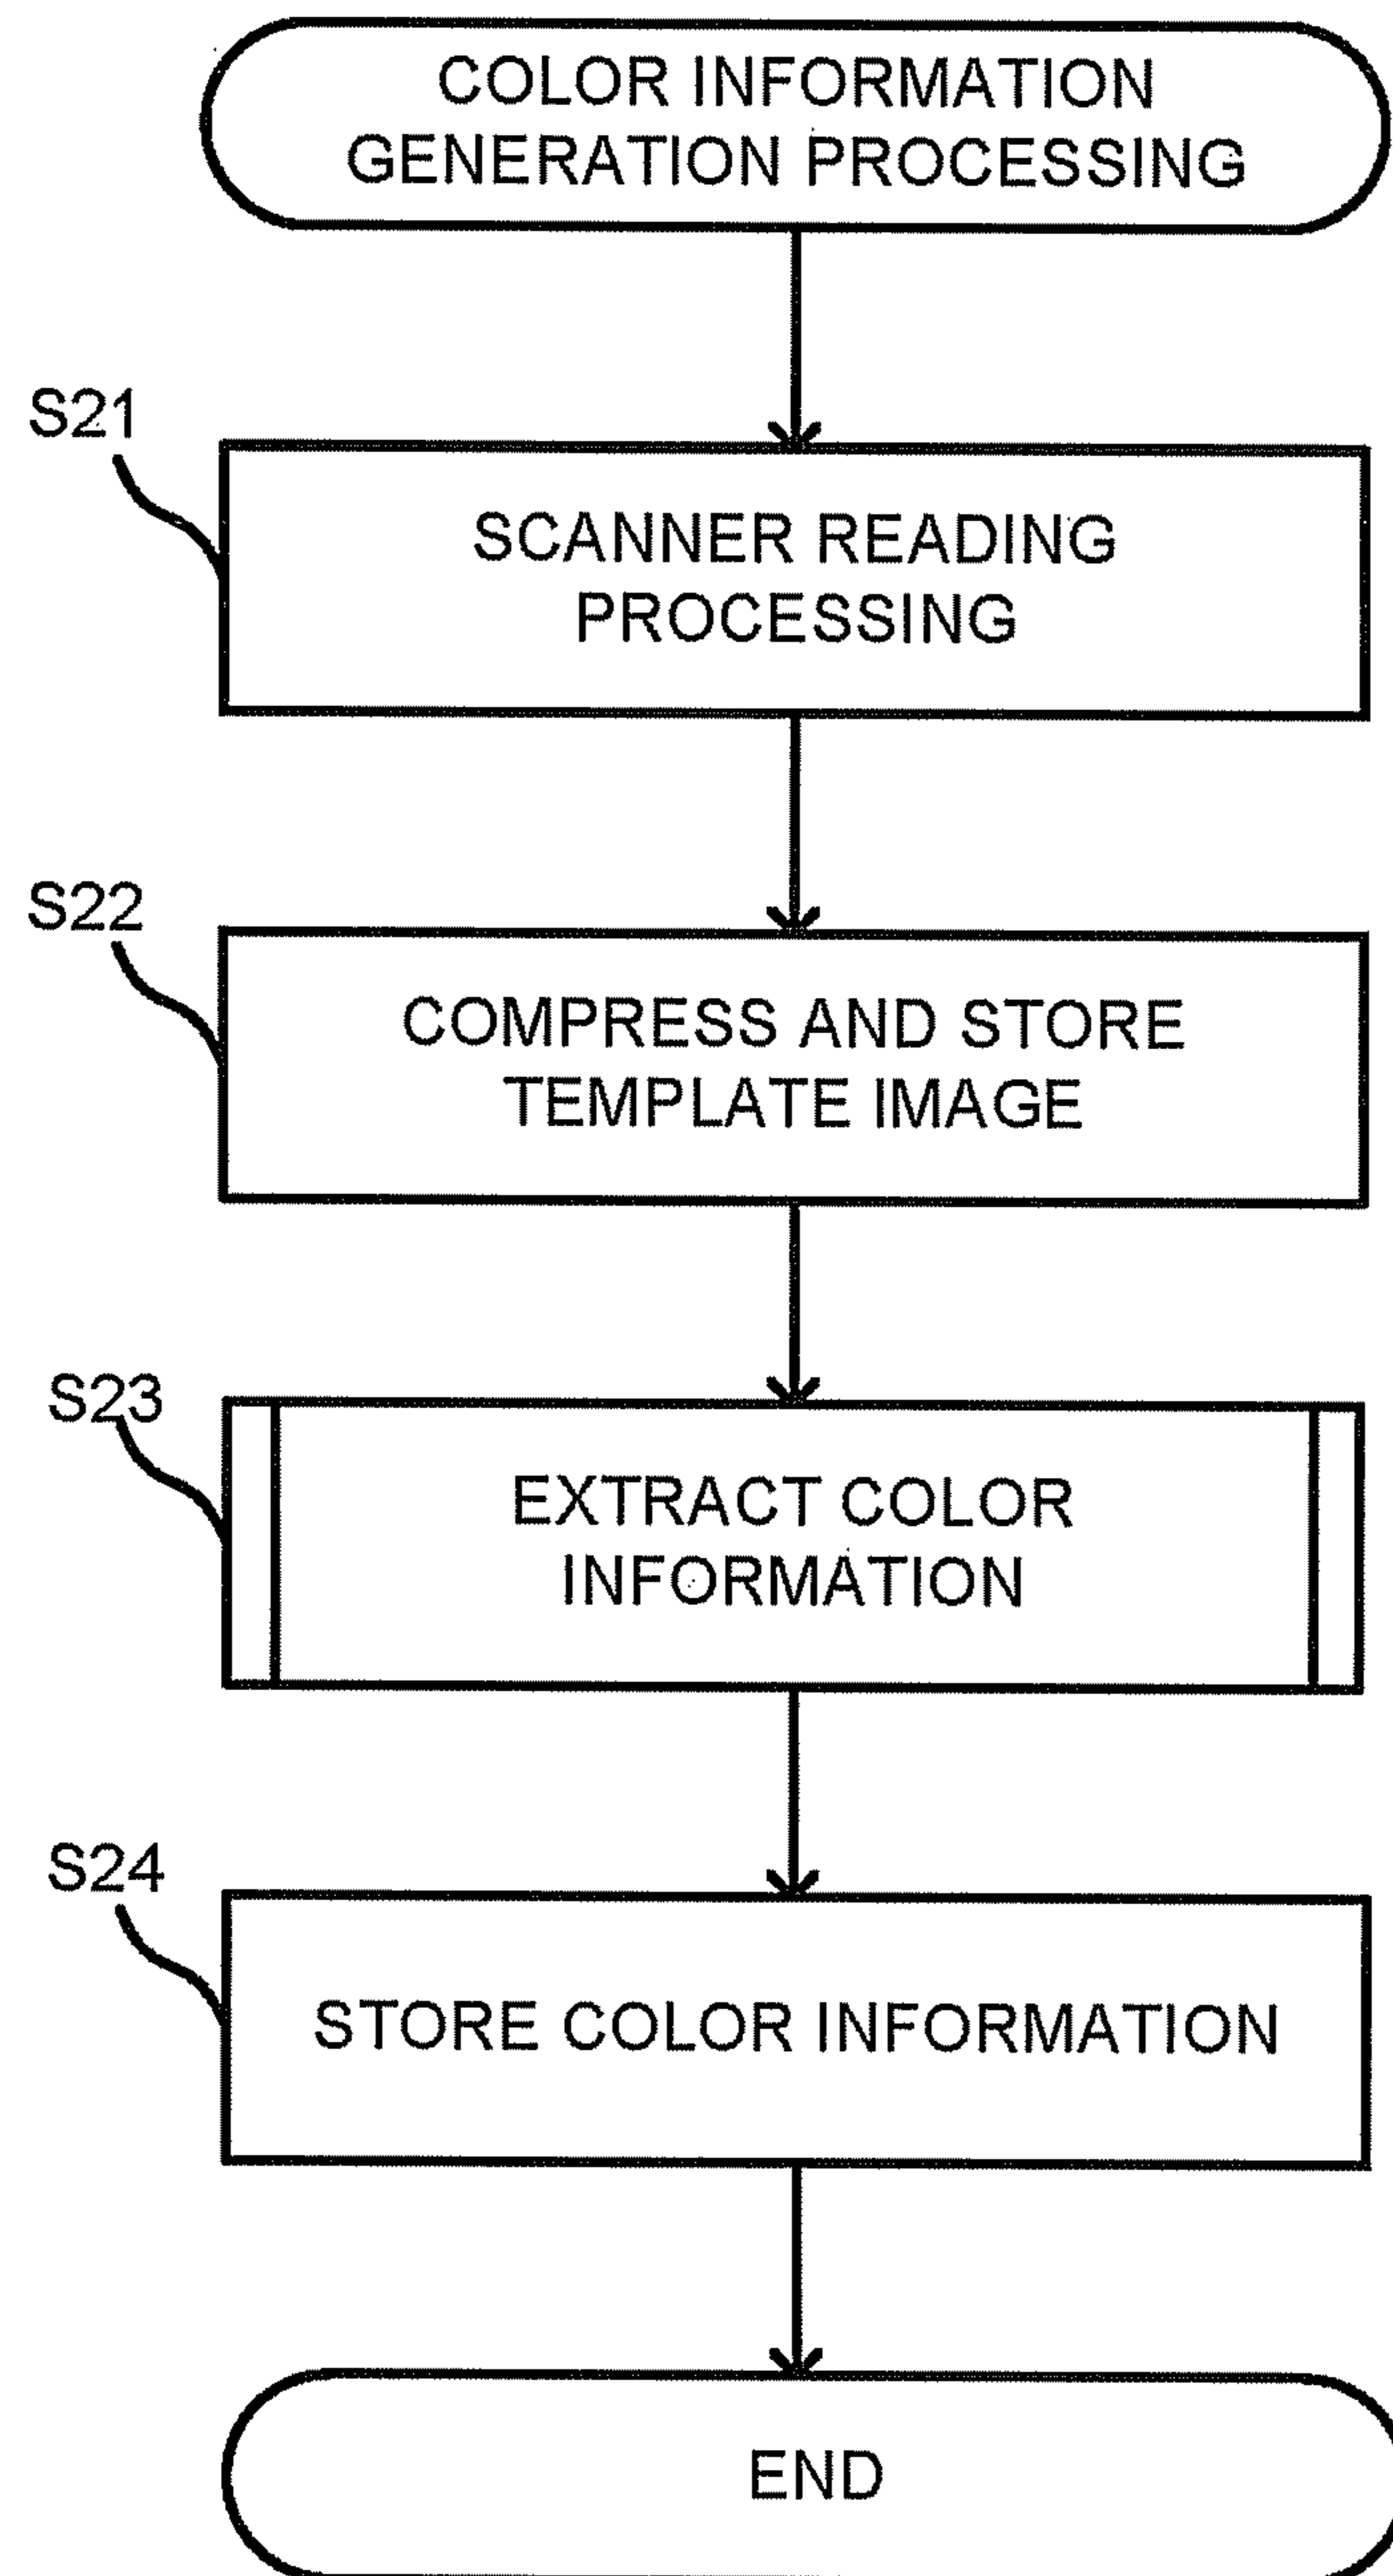 COLOR INFORMATION
GENERATION PROCESSING
S21
SCANNER READING
PROCESSING
S22
COMPRESS AND STORE
TEMPLATE IMAGE
S23
EXTRACT COLOR
INFORMATION
S24
STORE COLOR INFORMATION
END